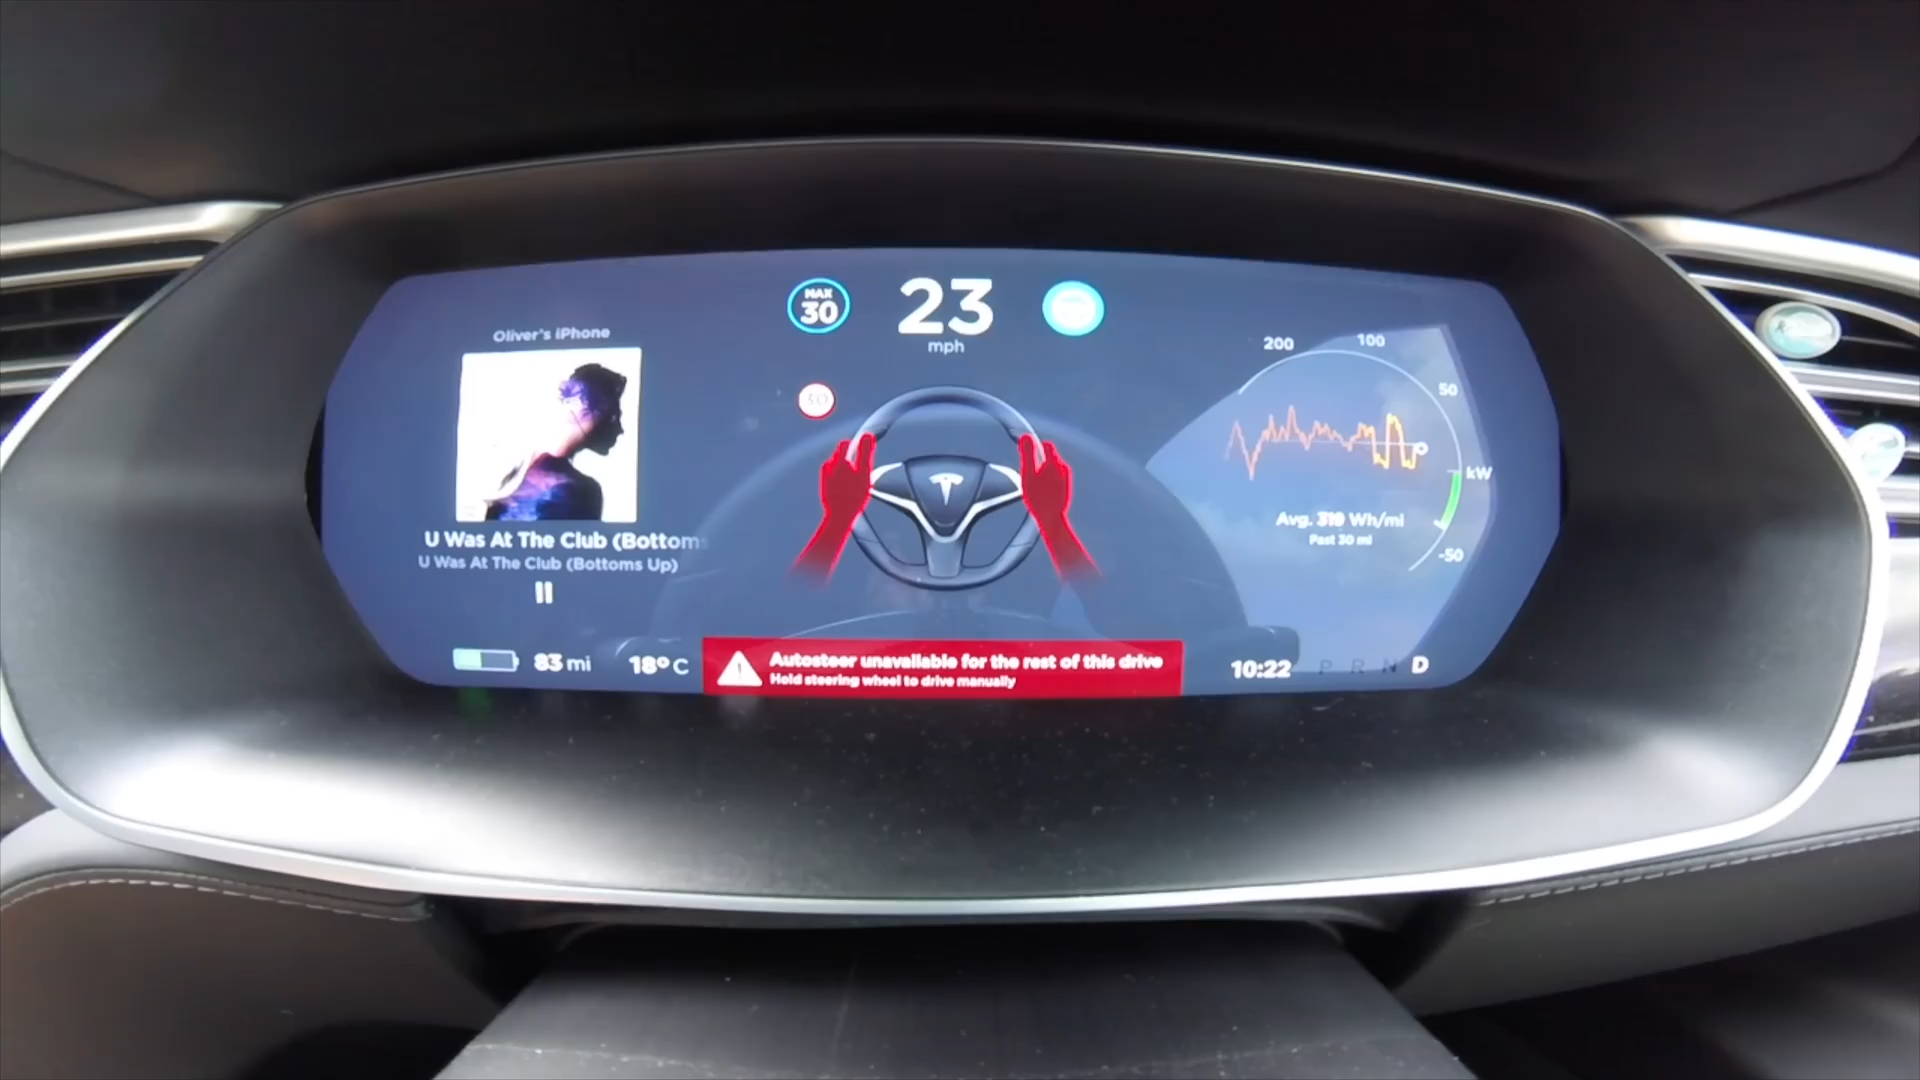 MAX
30
23
mph
Oliver's iPhone
30
200
100
50
kW
-50
Avg. 319 Wh/mi
Past 30 mi
U Was At The Club (Bottoms
U Was At The Club (Bottoms Up)
83 mi
18° C
Autosteer unavailable for the rest of this drive
Hold steering wheel to drive manually
10:22
P R N D